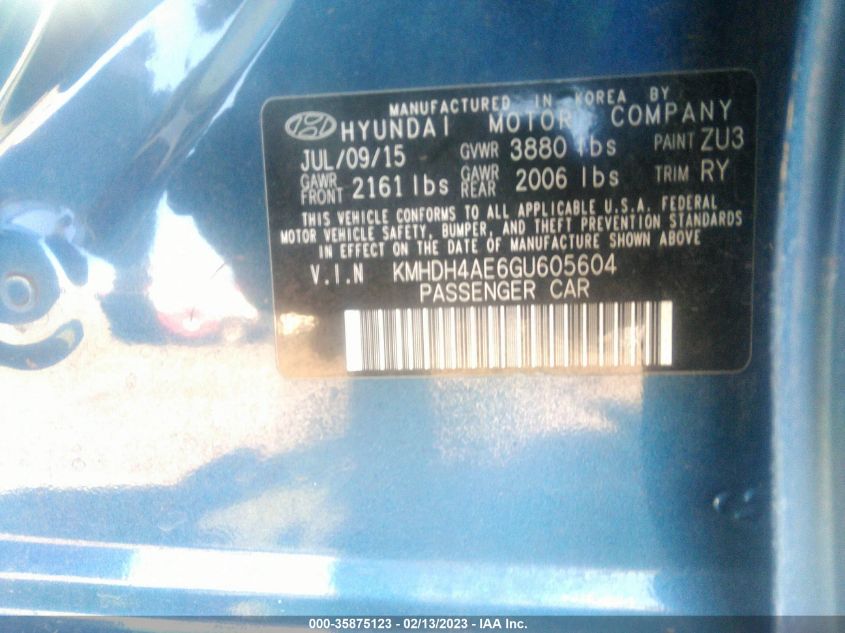 MANUFACTURED IN KOREA BY
HYUNDAI MOTOR COMPANY
JUL/09/15 GVWR 3880 lbs PAINT ZU3
GAWR FRONT 2161 lbs GAWR REAR 2006 lbs TRIM RY
THIS VEHICLE CONFORMS TO ALL APPLICABLE U.S.A. FEDERAL
MOTOR VEHICLE SAFETY, BUMPER, AND THEFT PREVENTION STANDARDS
IN EFFECT ON THE DATE OF MANUFACTURE SHOWN ABOVE
V.I.N KMHDH4AE6GU605604
PASSENGER CAR
000-35875123 - 02/13/2023 - IAA Inc.